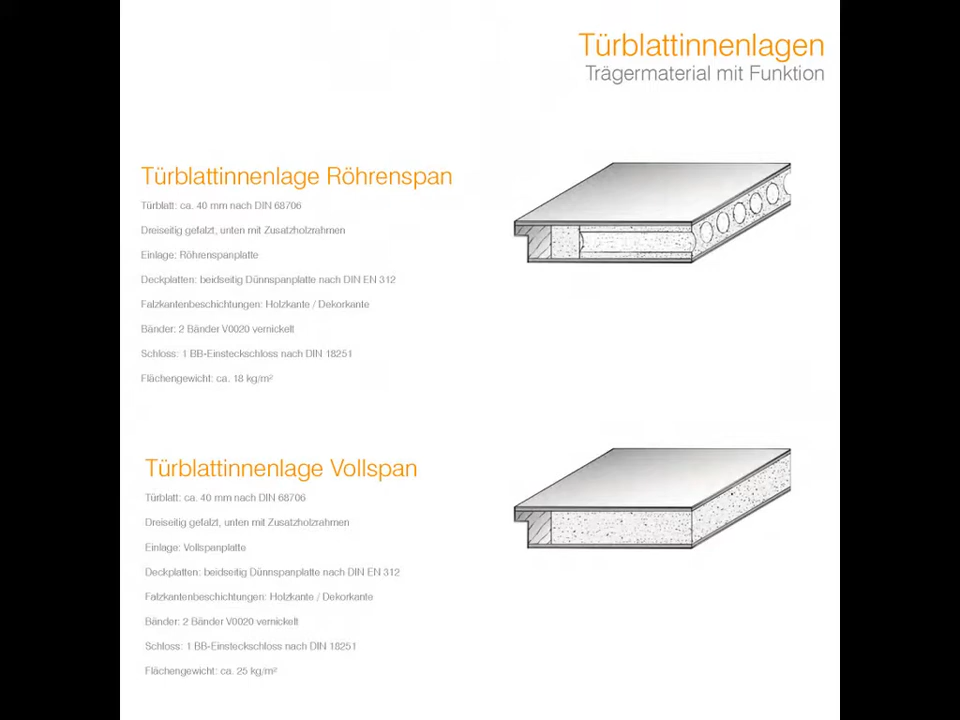 Türblattinnenlagen
Trägermaterial mit Funktion
Türblattinnenlage Röhrenspan
Türblatt: ca. 40 mm nach DIN 68706
Dreiseitig gefalzt, unten mit Zusatzholzrahmen
Einlage: Röhrenspanplatte
Deckplatten: beidseitig Dünnspanplatte nach DIN EN 312
Falzkantenbeschichtungen: Holzkante / Dekorkante
Bänder: 2 Bänder V0020 vernickelt
Schloss: 1 BB-Einsteckschloss nach DIN 18251
Flächengewicht: ca. 18 kg/m²
Türblattinnenlage Vollspan
Türblatt: ca. 40 mm nach DIN 68706
Dreiseitig gefalzt, unten mit Zusatzholzrahmen
Einlage: Vollspanplatte
Deckplatten: beidseitig Dünnspanplatte nach DIN EN 312
Falzkantenbeschichtungen: Holzkante / Dekorkante
Bänder: 2 Bänder V0020 vernickelt
Schloss: 1 BB-Einsteckschloss nach DIN 18251
Flächengewicht: ca. 25 kg/m²